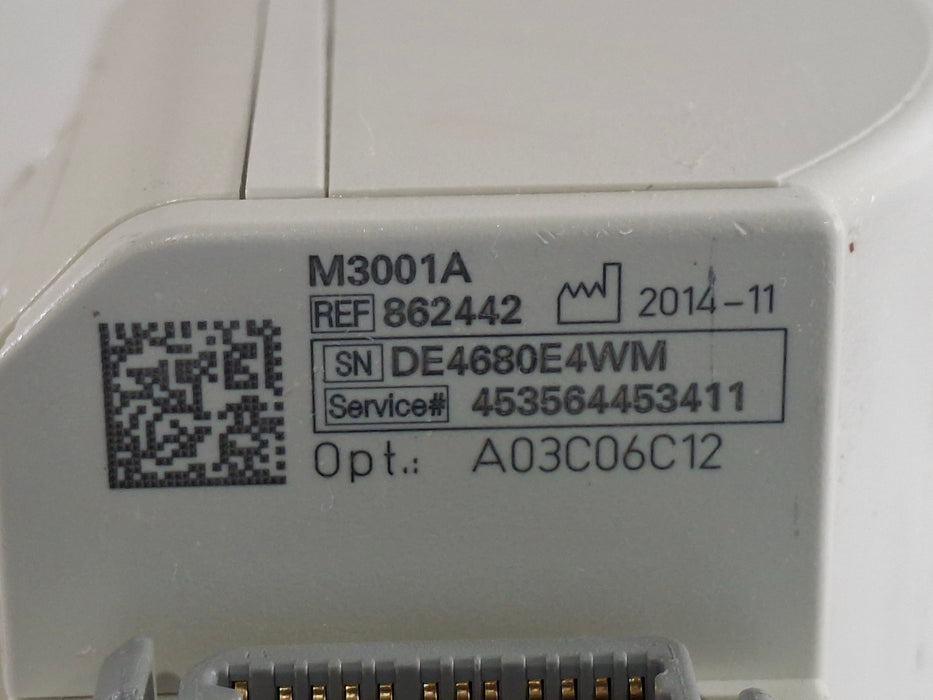 M3001A
REF 862442 2014-11
SN DE4680E4WM
Service# 453564453411
Opt.: A03C06C12